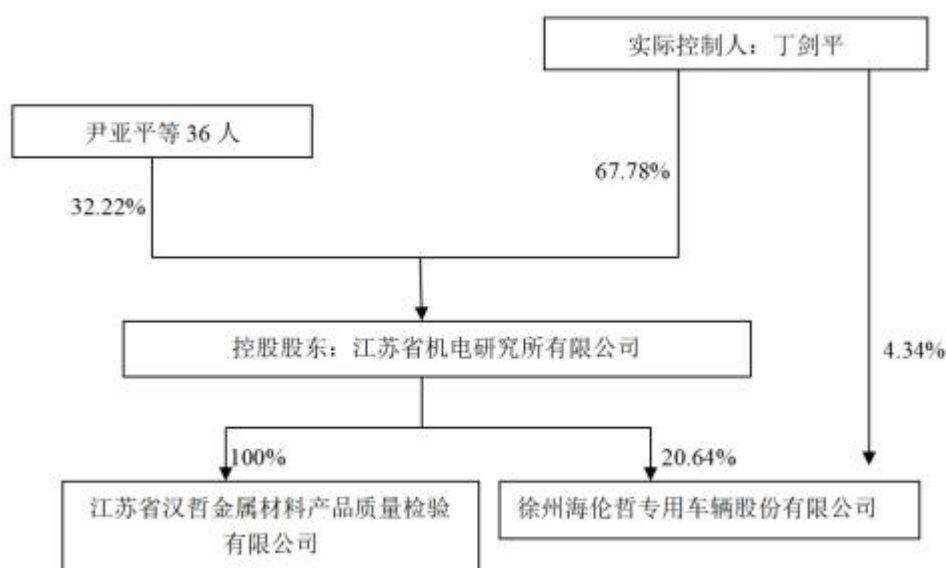 实际控制人：丁剑平
尹亚平等 36 人
67.78%
32.22%
控股股东：江苏省机电研究所有限公司
4.34%
100%
20.64%
江苏省汉哲金属材料产品质量检验
有限公司
徐州海伦哲专用车辆股份有限公司